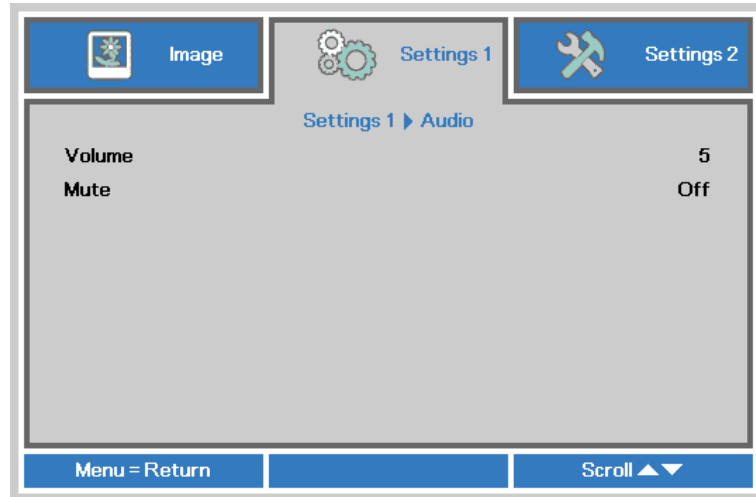 Image
Settings 1
Settings 2
Settings 1 ▶ Audio
Volume 5
Mute Off
Menu = Return
Scroll ▲▼